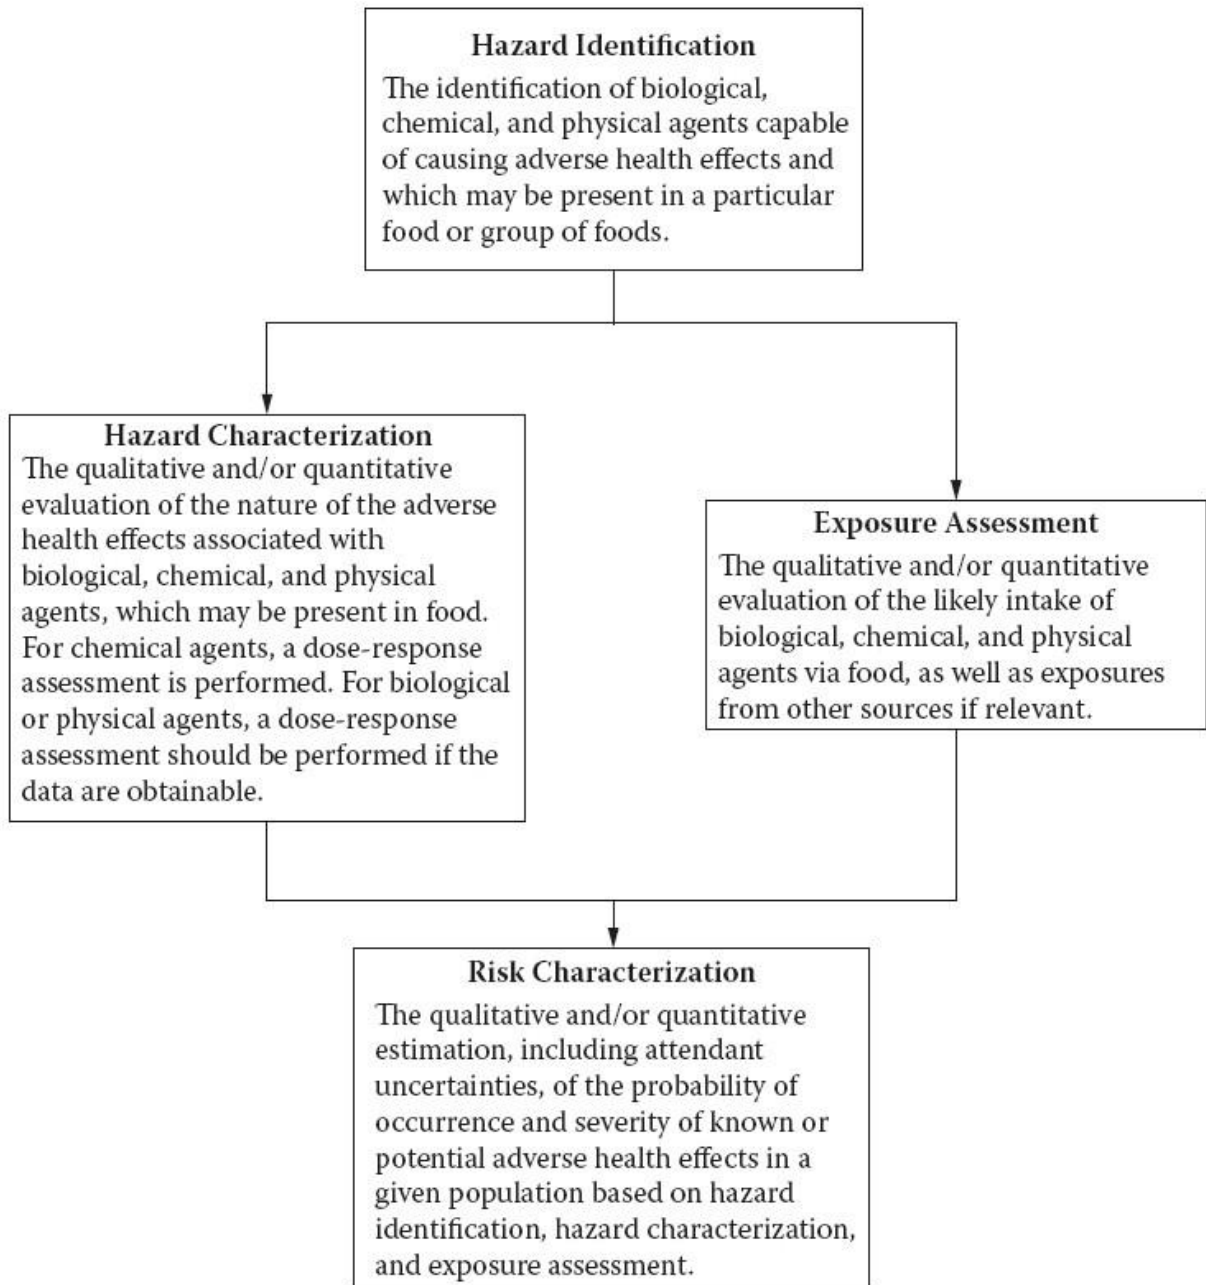 Hazard Identification
The identification of biological,
chemical, and physical agents capable
of causing adverse health effects and
which may be present in a particular
food or group of foods.
Hazard Characterization
The qualitative and/or quantitative
evaluation of the nature of the adverse
health effects associated with
biological, chemical, and physical
agents, which may be present in food.
For chemical agents, a dose-response
assessment is performed. For biological
or physical agents, a dose-response
assessment should be performed if the
data are obtainable.
Exposure Assessment
The qualitative and/or quantitative
evaluation of the likely intake of
biological, chemical, and physical
agents via food, as well as exposures
from other sources if relevant.
Risk Characterization
The qualitative and/or quantitative
estimation, including attendant
uncertainties, of the probability of
occurrence and severity of known or
potential adverse health effects in a
given population based on hazard
identification, hazard characterization,
and exposure assessment.